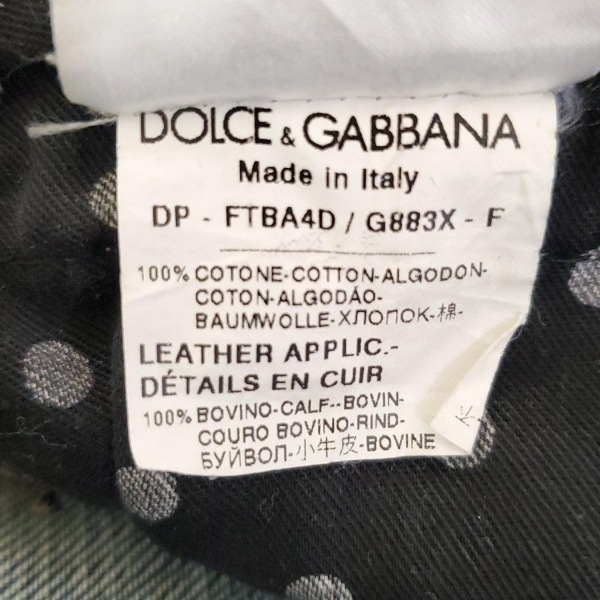 DOLCE & GABBANA
Made in Italy
DP - FTBA4D / G883X - F
100% COTONE-COTTON-ALGODON-
COTON-ALGODÁO-
BAUMWOLLE-ХЛОПОК-棉-
LEATHER APPLIC.-
DÉTAILS EN CUIR
100% BOVINO-CALF--BOVIN-
COURO BOVINO-RIND-
БУЙВОЛ-小牛皮-BOVINE